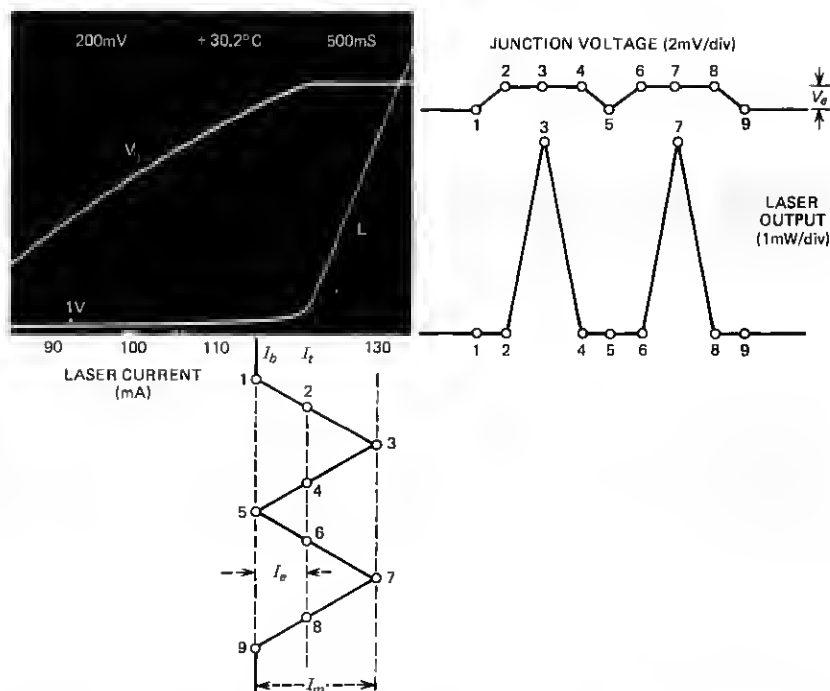 200mV + 30.2°C 500mS
V_J
L
1V
90 100 110 130
I_b I_t
LASER CURRENT
(mA)
1
2
3
4
5
6
I_e
7
8
9
I_m
JUNCTION VOLTAGE (2mV/div)
2 3 4 6 7 8
V_e
1 5 9
3 7
LASER
OUTPUT
(1mW/div)
1 2 4 5 6 8 9